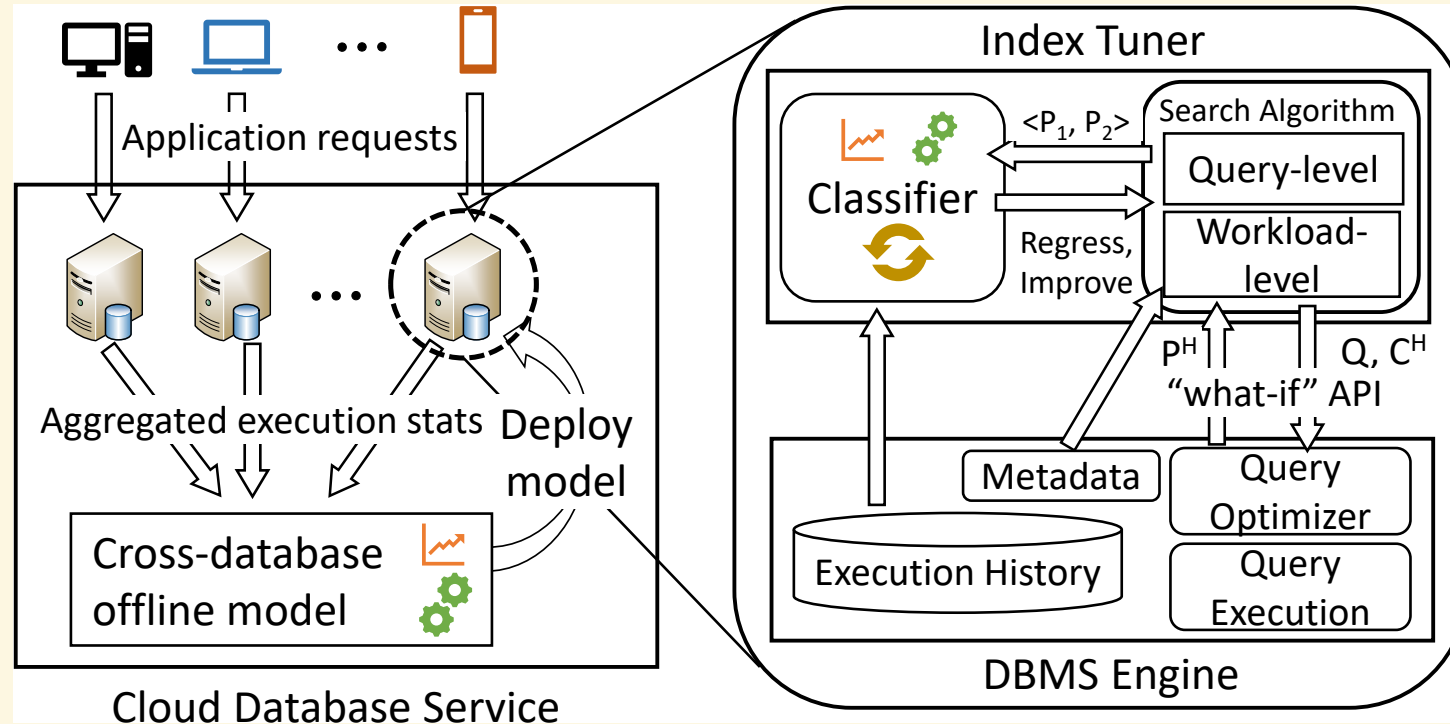 Application requests
•••
•••
Aggregated execution stats
Deploy
model
Cross-database
offline model
Cloud Database Service
Index Tuner
Classifier
<P₁, P₂>
Regress,
Improve
Search Algorithm
Query-level
Workload-
level
Pᴴ
Q, Cᴴ
“what-if” API
Metadata
Execution History
Query
Optimizer
Query
Execution
DBMS Engine